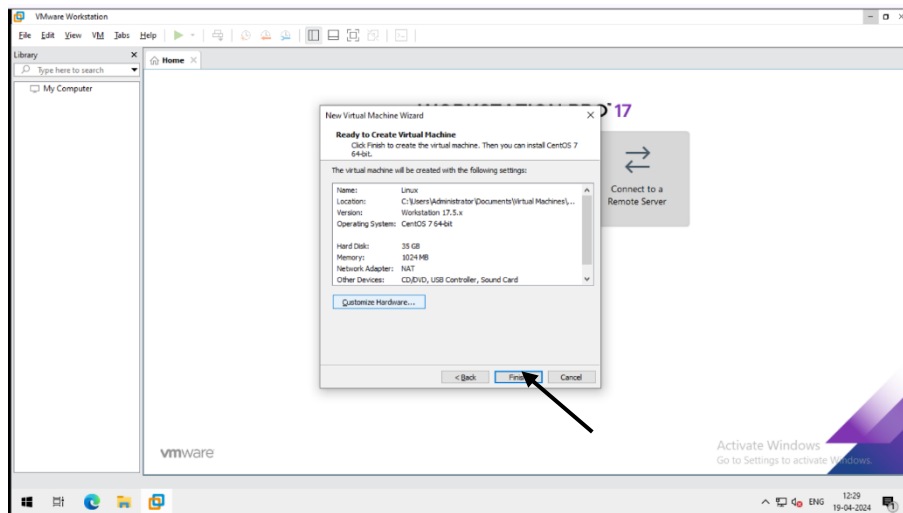 VMware Workstation
File Edit View VM Tabs Help
Library
Type here to search
My Computer
Home
WORKSTATION PRO 17
Connect to a
Remote Server
New Virtual Machine Wizard
Ready to Create Virtual Machine
Click Finish to create the virtual machine. Then you can install CentOS 7
64-bit.
The virtual machine will be created with the following settings:
Name: Linux
Location: C:\Users\Administrator\Documents\Virtual Machines\...
Version: Workstation 17.5.x
Operating System: CentOS 7 64-bit
Hard Disk: 35 GB
Memory: 1024 MB
Network Adapter: NAT
Other Devices: CD/DVD, USB Controller, Sound Card
Customize Hardware...
< Back Finish Cancel
vmware
Activate Windows
Go to Settings to activate Windows.
ENG 12:29
19-04-2024
1